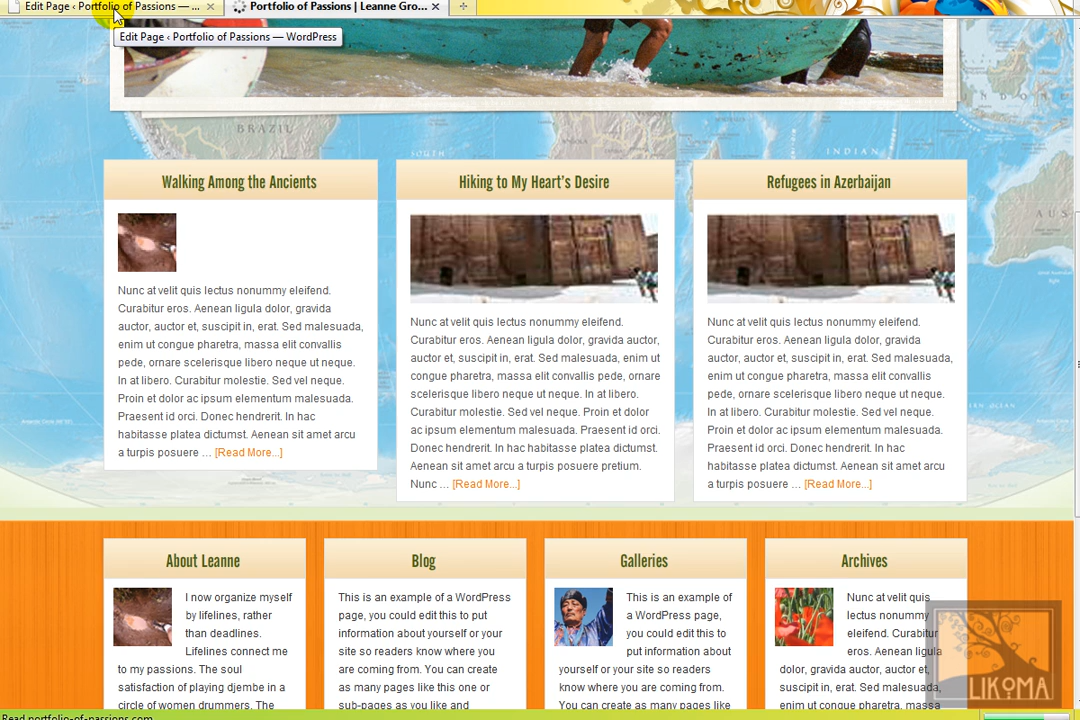 Edit Page ‹ Portfolio of Passions — ...
Portfolio of Passions | Leanne Gro...
Edit Page ‹ Portfolio of Passions — WordPress
BRAZIL
SOUTH
ANGOLA
INDIAN
AUS
Walking Among the Ancients
Nunc at velit quis lectus nonummy eleifend.
Curabitur eros. Aenean ligula dolor, gravida
auctor, auctor et, suscipit in, erat. Sed malesuada,
enim ut congue pharetra, massa elit convallis
pede, ornare scelerisque libero neque ut neque.
In at libero. Curabitur molestie. Sed vel neque.
Proin et dolor ac ipsum elementum malesuada.
Praesent id orci. Donec hendrerit. In hac
habitasse platea dictumst. Aenean sit amet arcu
a turpis posuere ... [Read More...]
Hiking to My Heart's Desire
Nunc at velit quis lectus nonummy eleifend.
Curabitur eros. Aenean ligula dolor, gravida auctor,
auctor et, suscipit in, erat. Sed malesuada, enim ut
congue pharetra, massa elit convallis pede, ornare
scelerisque libero neque ut neque. In at libero.
Curabitur molestie. Sed vel neque. Proin et dolor
ac ipsum elementum malesuada. Praesent id orci.
Donec hendrerit. In hac habitasse platea dictumst.
Aenean sit amet arcu a turpis posuere pretium.
Nunc ... [Read More...]
Refugees in Azerbaijan
Nunc at velit quis lectus nonummy eleifend.
Curabitur eros. Aenean ligula dolor, gravida
auctor, auctor et, suscipit in, erat. Sed malesuada,
enim ut congue pharetra, massa elit convallis
pede, ornare scelerisque libero neque ut neque.
In at libero. Curabitur molestie. Sed vel neque.
Proin et dolor ac ipsum elementum malesuada.
Praesent id orci. Donec hendrerit. In hac
habitasse platea dictumst. Aenean sit amet arcu
a turpis posuere ... [Read More...]
About Leanne
I now organize myself
by lifelines, rather
than deadlines.
Lifelines connect me
to my passions. The soul
satisfaction of playing djembe in a
circle of women drummers. The
Blog
This is an example of a WordPress
page, you could edit this to put
information about yourself or your
site so readers know where you
are coming from. You can create
as many pages like this one or
sub-pages as you like and
Galleries
This is an example of
a WordPress page,
you could edit this to
put information about
yourself or your site so readers
know where you are coming from.
You can create as many pages like
Archives
Nunc at velit quis
lectus nonummy
eleifend. Curabitur
eros. Aenean ligula
dolor, gravida auctor, auctor et,
suscipit in, erat. Sed malesuada,
enim ut congue pharetra, massa
LIKOMA
Read portfolio-of-passions.com